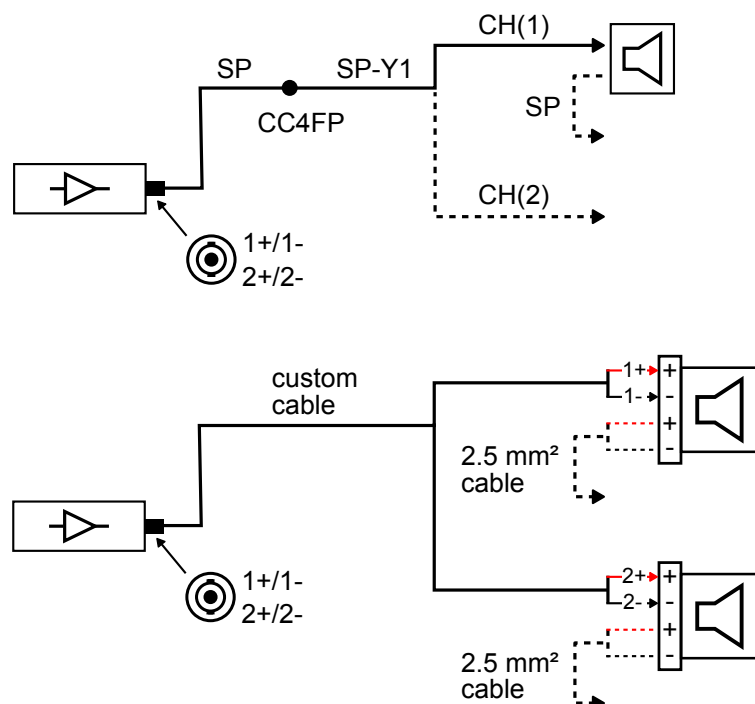 CH(1)
SP
SP-Y1
SP
CC4FP
CH(2)
1+/1-
2+/2-
custom
cable
1+
+
1-
-
+
-
2.5 mm²
cable
1+/1-
2+/2-
2+
+
2-
-
+
-
2.5 mm²
cable